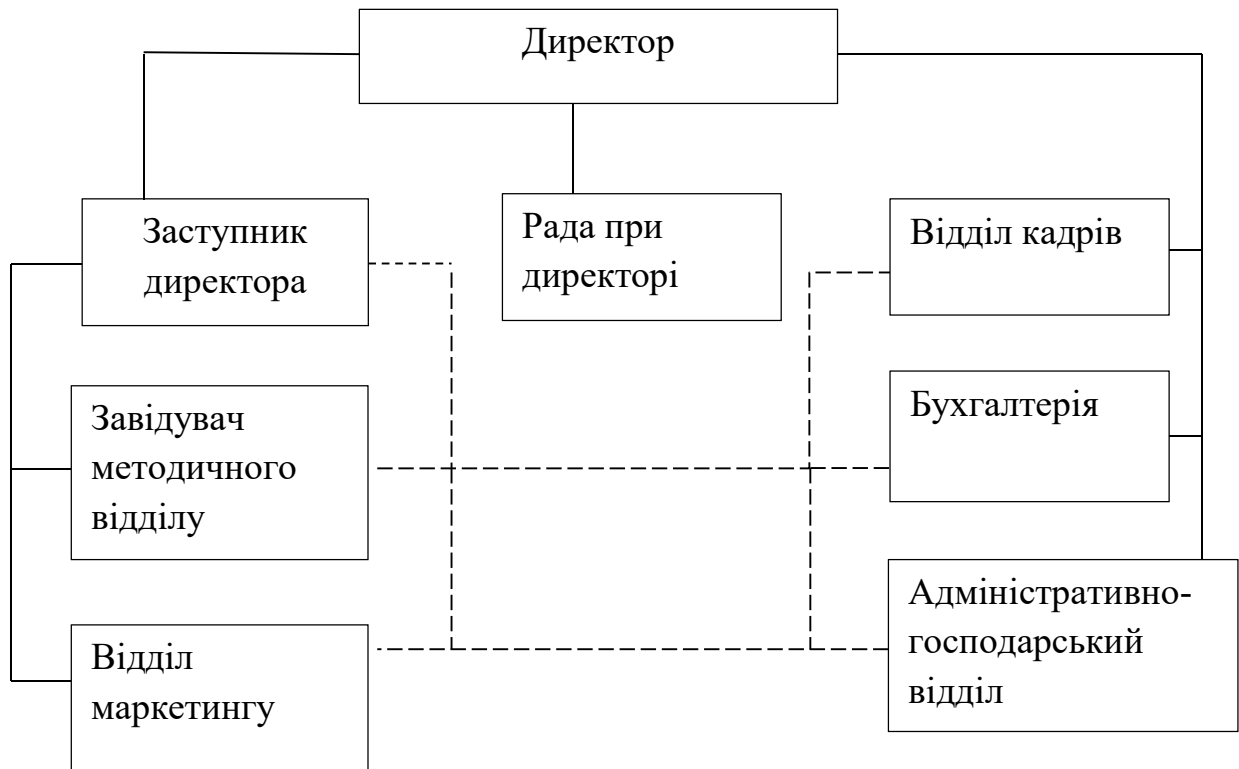 Директор
Заступник
директора
Рада при
директорі
Відділ кадрів
Завідувач
методичного
відділу
Бухгалтерія
Відділ
маркетингу
Адміністративно-
господарський
відділ